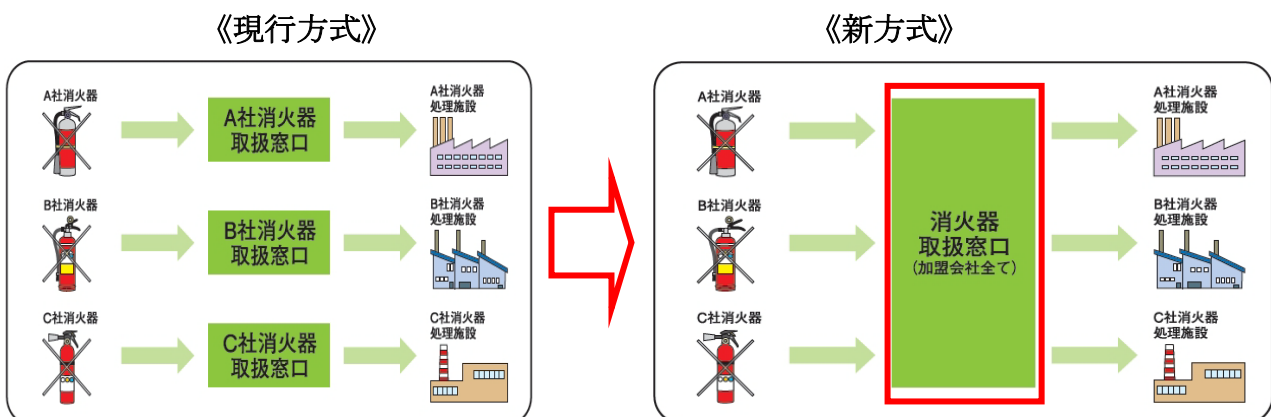 《現行方式》
A社消火器
A社消火器
取扱窓口
A社消火器
処理施設
B社消火器
B社消火器
取扱窓口
B社消火器
処理施設
C社消火器
C社消火器
取扱窓口
C社消火器
処理施設
《新方式》
A社消火器
B社消火器
C社消火器
消火器
取扱窓口
(加盟会社全て)
A社消火器
処理施設
B社消火器
処理施設
C社消火器
処理施設